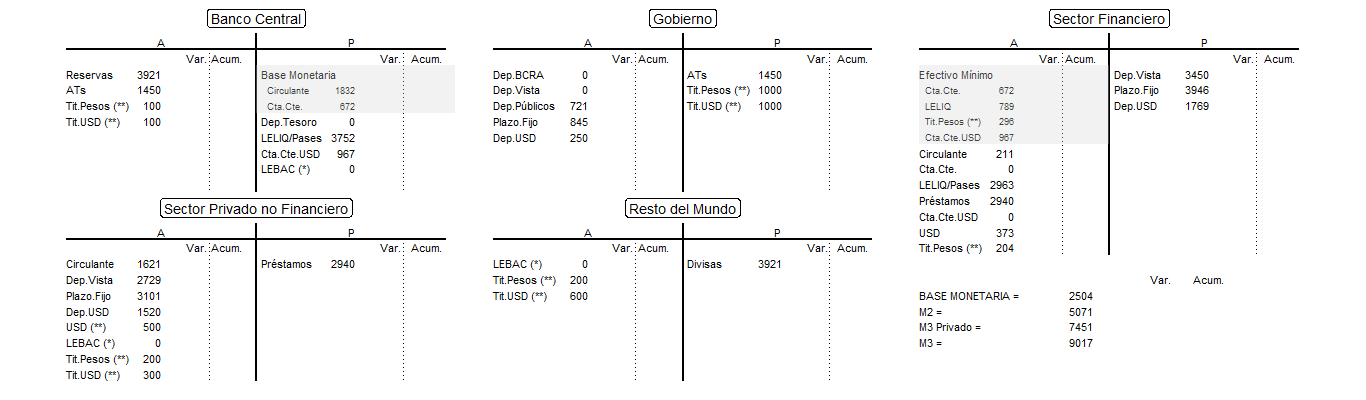 Banco Central
A P
Var. Acum. Var. Acum.
Reservas 3921 Base Monetaria
ATs 1450 Circulante 1832
Tit.Pesos (**) 100 Cta.Cte. 672
Tit.USD (**) 100 Dep.Tesoro 0
LELIQ/Pases 3752
Cta.Cte.USD 967
LEBAC (*) 0
Gobierno
A P
Var. Acum. Var. Acum.
Dep.BCRA 0 ATs 1450
Dep.Vista 0 Tit.Pesos (**) 1000
Dep.Públicos 721 Tit.USD (**) 1000
Plazo.Fijo 845
Dep.USD 250
Sector Financiero
A P
Var. Acum. Var. Acum.
Efectivo Mínimo Dep.Vista 3450
Cta.Cte. 672 Plazo.Fijo 3946
LELIQ 789 Dep.USD 1769
Tit.Pesos (**) 296
Cta.Cte.USD 967
Circulante 211
Cta.Cte. 0
LELIQ/Pases 2963
Préstamos 2940
Cta.Cte.USD 0
USD 373
Tit.Pesos (**) 204
Sector Privado no Financiero
A P
Var. Acum. Var. Acum.
Circulante 1621 Préstamos 2940
Dep.Vista 2729
Plazo.Fijo 3101
Dep.USD 1520
USD (**) 500
LEBAC (*) 0
Tit.Pesos (**) 200
Tit.USD (**) 300
Resto del Mundo
A P
Var. Acum. Var. Acum.
LEBAC (*) 0 Divisas 3921
Tit.Pesos (**) 200
Tit.USD (**) 600
Var. Acum.
BASE MONETARIA = 2504
M2 = 5071
M3 Privado = 7451
M3 = 9017